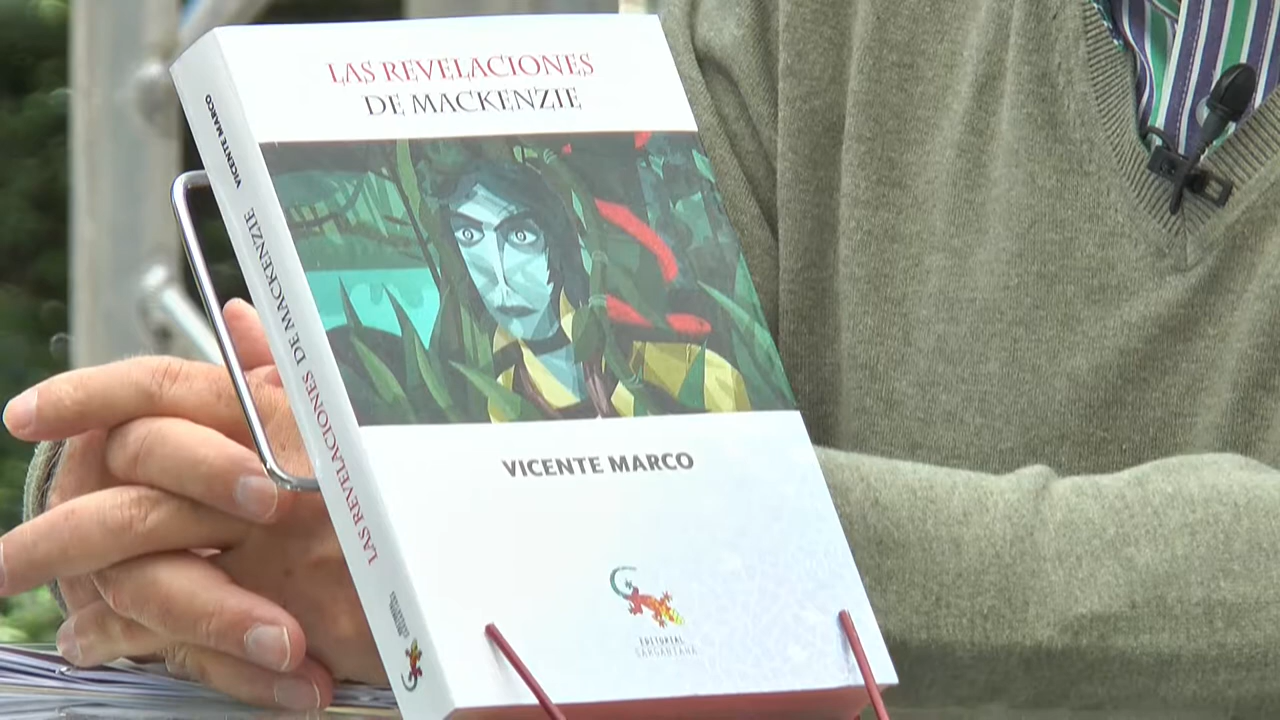 LAS REVELACIONES
DE MACKENZIE
VICENTE MARCO
EDITORIAL
SARGANTANA
VICENTE MARCO
LAS REVELACIONES DE MACKENZIE